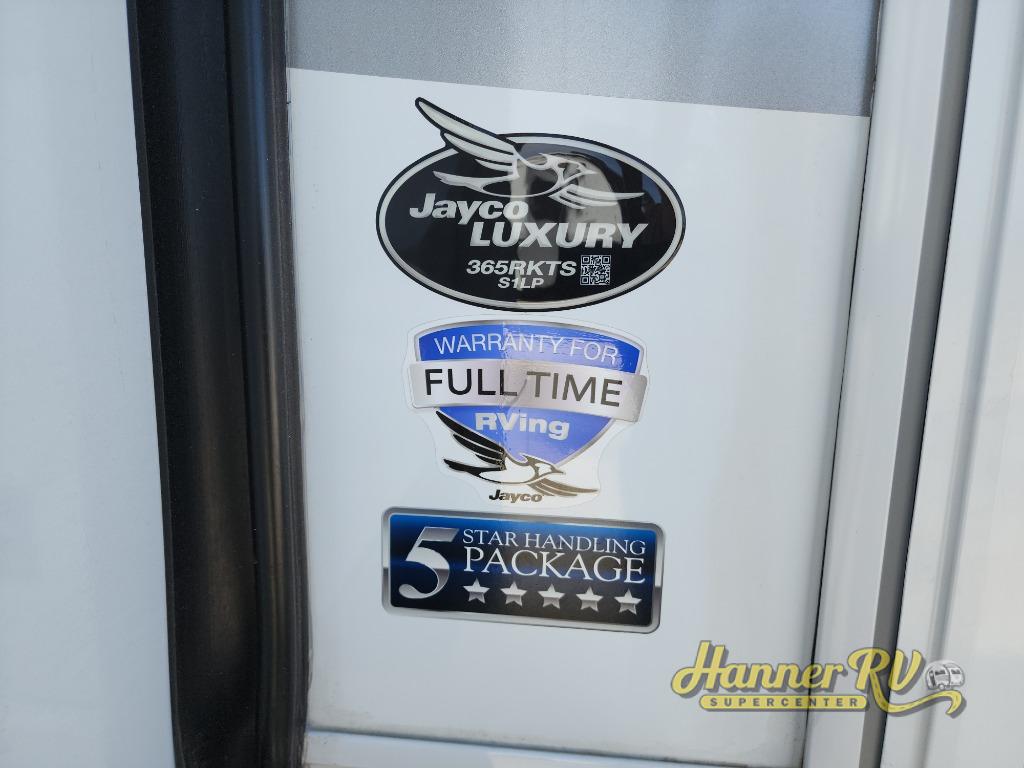 Jayco
LUXURY
365RKTS
S1LP
WARRANTY FOR
FULL TIME
RVing
Jayco
5 STAR HANDLING
PACKAGE
Hanner RV
SUPERCENTER